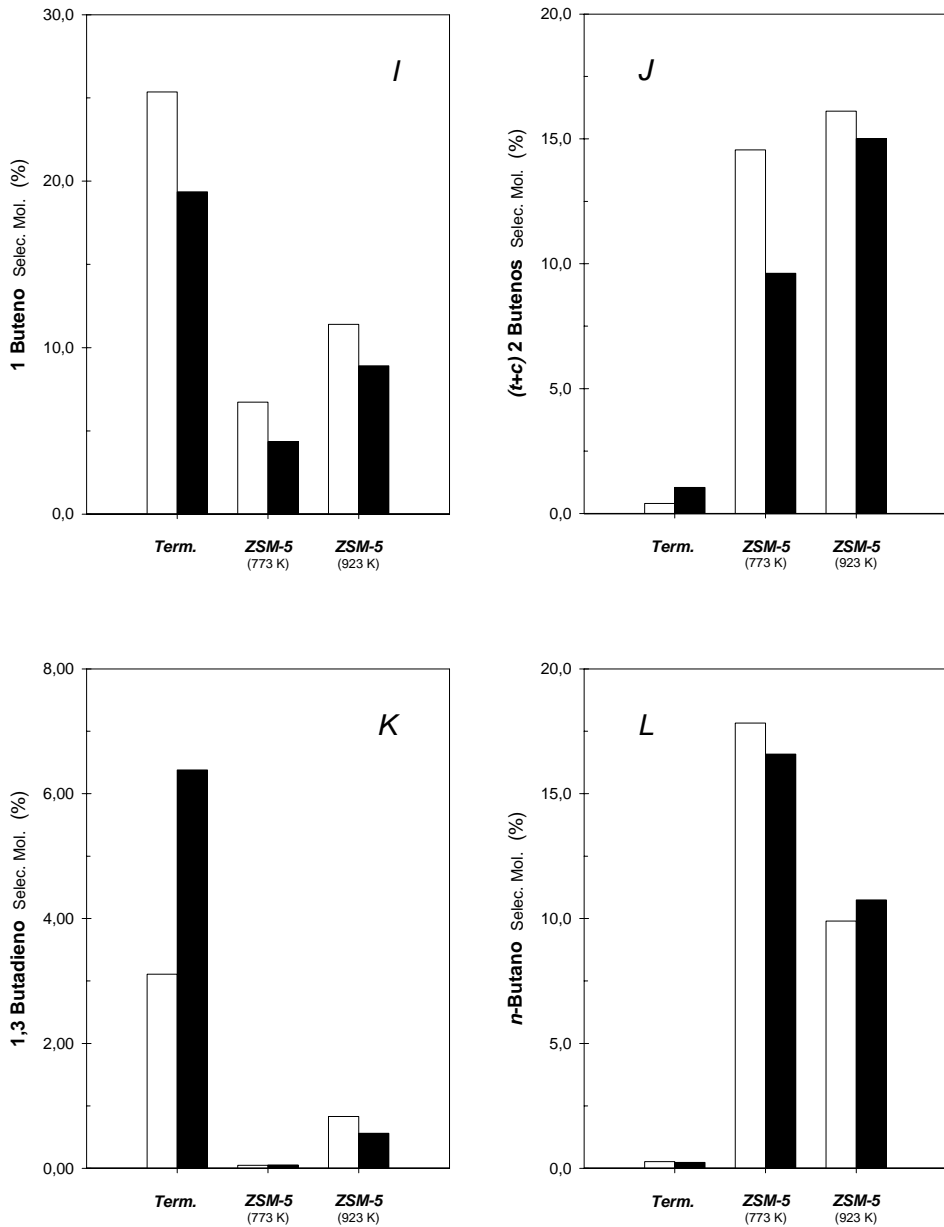 30,0
20,0
10,0
0,0
1 Buteno Selec. Mol. (%)
I
Term.
ZSM-5
(773 K)
ZSM-5
(923 K)
20,0
15,0
10,0
5,0
0,0
(t+c) 2 Butenos Selec. Mol. (%)
J
Term.
ZSM-5
(773 K)
ZSM-5
(923 K)
8,00
6,00
4,00
2,00
0,00
1,3 Butadieno Selec. Mol. (%)
K
Term.
ZSM-5
(773 K)
ZSM-5
(923 K)
20,0
15,0
10,0
5,0
0,0
n-Butano Selec. Mol. (%)
L
Term.
ZSM-5
(773 K)
ZSM-5
(923 K)